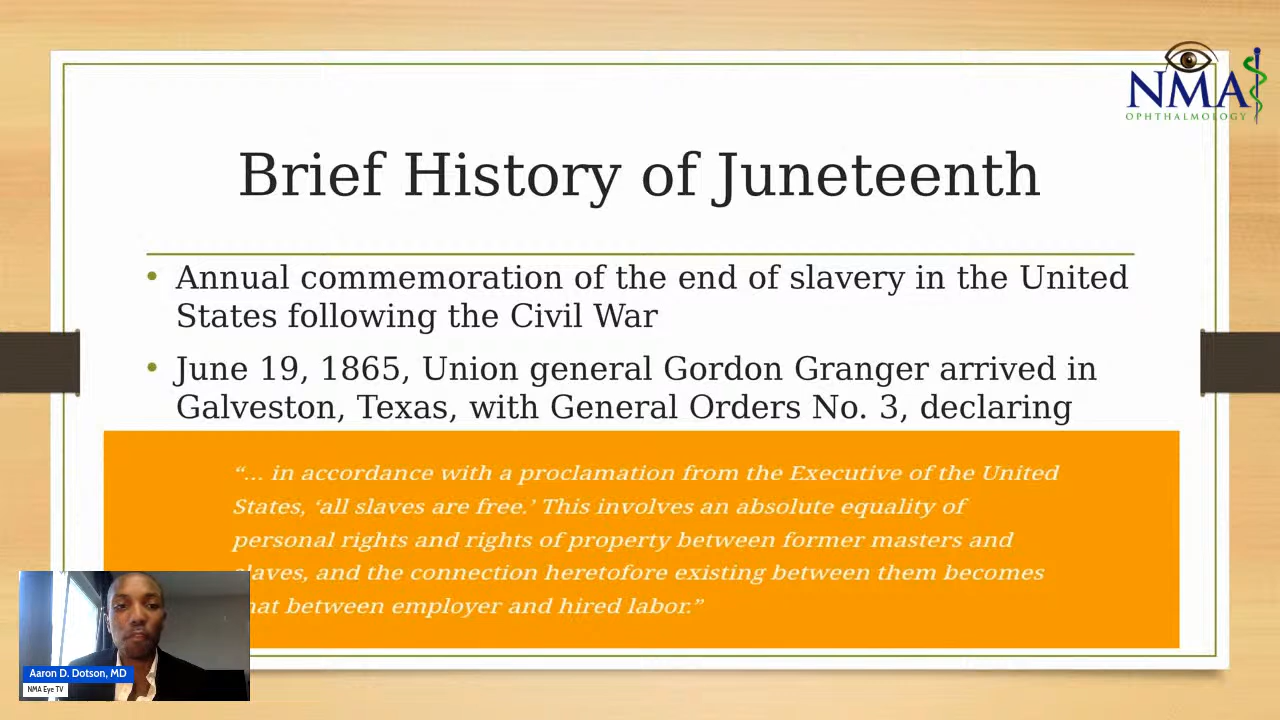 NMA
OPHTHALMOLOGY
Brief History of Juneteenth
• Annual commemoration of the end of slavery in the United
States following the Civil War
• June 19, 1865, Union general Gordon Granger arrived in
Galveston, Texas, with General Orders No. 3, declaring
“... in accordance with a proclamation from the Executive of the United
States, ‘all slaves are free.’ This involves an absolute equality of
personal rights and rights of property between former masters and
slaves, and the connection heretofore existing between them becomes
that between employer and hired labor.”
Aaron D. Dotson, MD
NMA Eye TV